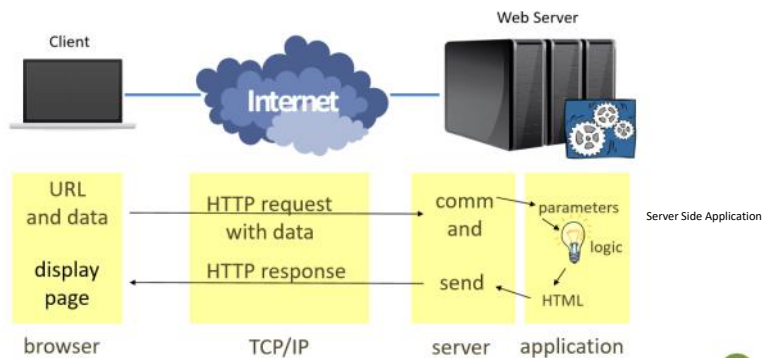 Web Server
Client
Internet
URL
and data
HTTP request
with data
comm
and
parameters
logic
Server Side Application
display
page
HTTP response
send
HTML
browser
TCP/IP
server
application